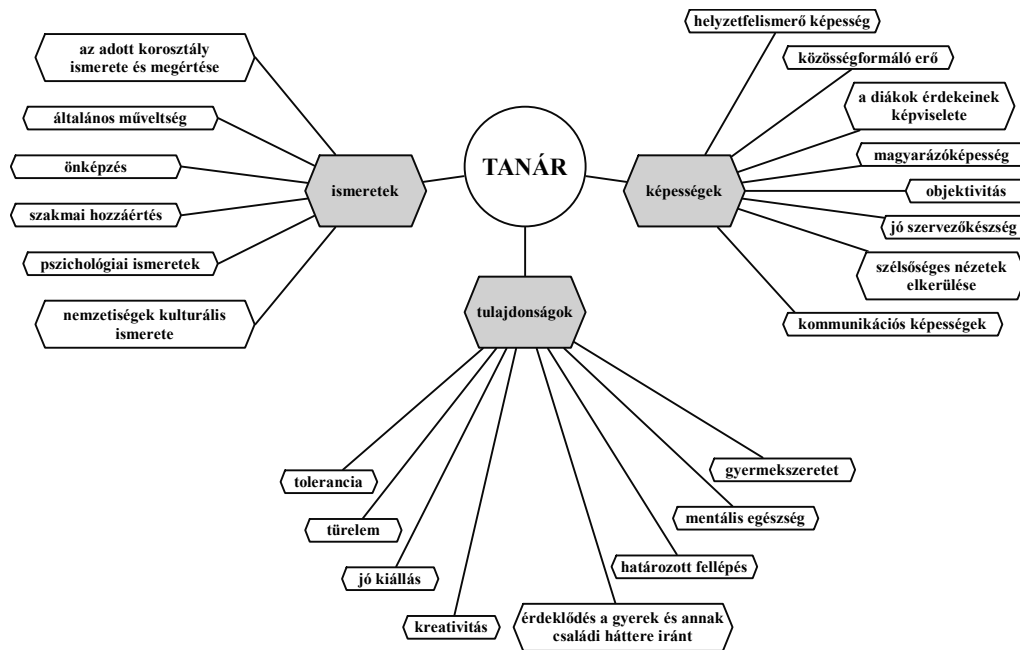 TANÁR
ismeretek
az adott korosztály
ismerete és megértése
általános műveltség
önképzés
szakmai hozzáértés
pszichológiai ismeretek
nemzetiségek kulturális
ismerete
képességek
helyzetfelismerő képesség
közösségformáló erő
a diákok érdekeinek
képviselete
magyarázóképesség
objektivitás
jó szervezőkészség
szélsőséges nézetek
elkerülése
kommunikációs képességek
tulajdonságok
tolerancia
türelem
jó kiállás
kreativitás
érdeklődés a gyerek és annak
családi háttere iránt
határozott fellépés
mentális egészség
gyermekszeretet